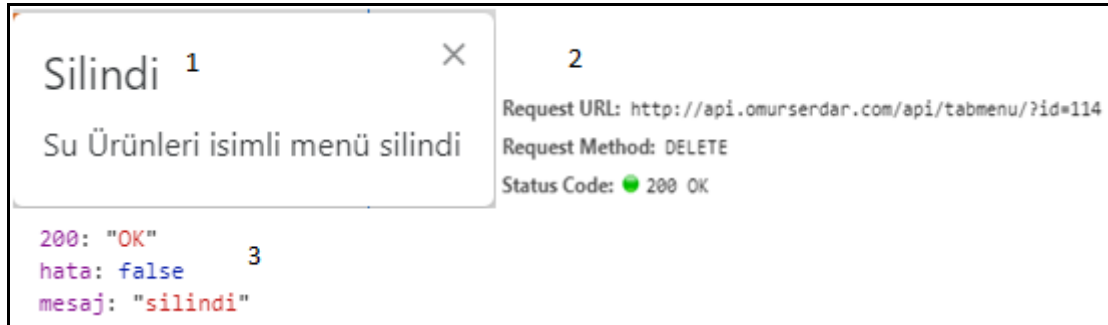 Silindi 1 ×
Su Ürünleri isimli menü silindi
2
Request URL: http://api.omurserdar.com/api/tabmenu/?id=114
Request Method: DELETE
Status Code: 200 OK
200: "OK"
hata: false 3
mesaj: "silindi"